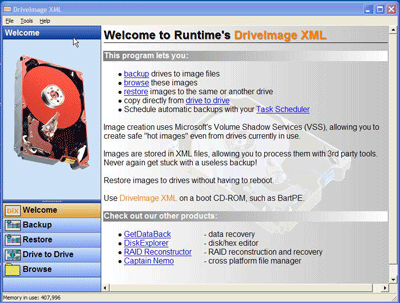 DriveImage XML
File Tools Help
Welcome
Welcome to Runtime's DriveImage XML
This program lets you:
backup drives to image files
browse these images
restore images to the same or another drive
copy directly from drive to drive
Schedule automatic backups with your Task Scheduler
Image creation uses Microsoft's Volume Shadow Services (VSS), allowing you to
create safe "hot images" even from drives currently in use.
Images are stored in XML files, allowing you to process them with 3rd party tools.
Never again get stuck with a useless backup!
Restore images to drives without having to reboot.
Use DriveImage XML on a boot CD-ROM, such as BartPE.
Check out our other products:
GetDataBack - data recovery
DiskExplorer - disk/hex editor
RAID Reconstructor - RAID reconstruction and recovery
Captain Nemo - cross platform file manager
Welcome
Backup
Restore
Drive to Drive
Browse
Memory in use: 407,996